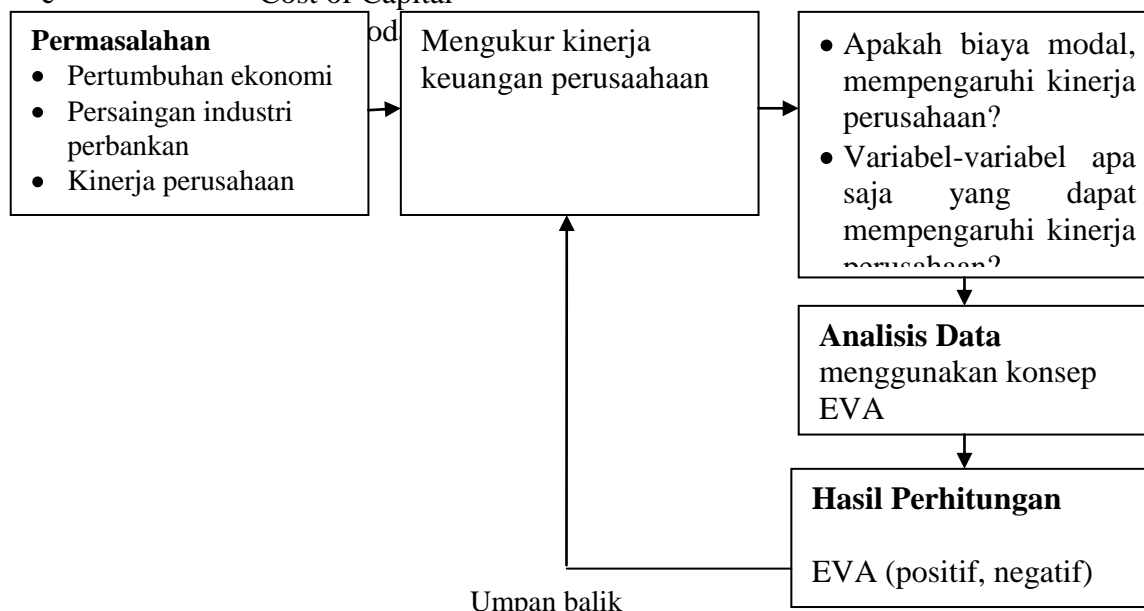 Cost of Capital
Permasalahan
• Pertumbuhan ekonomi
• Persaingan industri
perbankan
• Kinerja perusahaan
Mengukur kinerja
keuangan perusaahaan
• Apakah biaya modal,
mempengaruhi kinerja
perusahaan?
• Variabel-variabel apa
saja yang dapat
mempengaruhi kinerja
perusahaan?
Analisis Data
menggunakan konsep
EVA
Hasil Perhitungan
EVA (positif, negatif)
Umpan balik